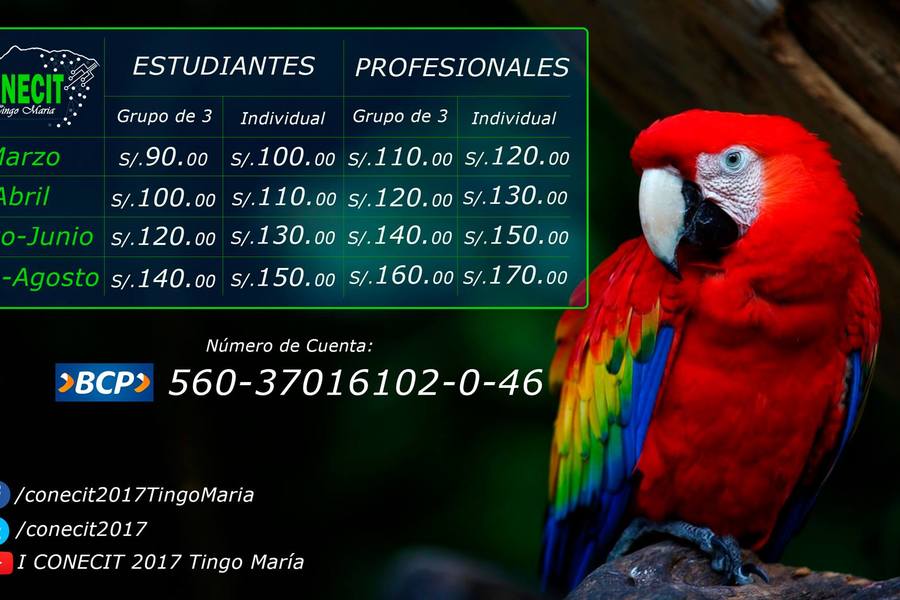 NECIT
Tingo María
ESTUDIANTES PROFESIONALES
Grupo de 3 Individual Grupo de 3 Individual
Marzo S/.90.00 S/.100.00 S/.110.00 S/.120.00
Abril S/.100.00 S/.110.00 S/.120.00 S/.130.00
o-Junio S/.120.00 S/.130.00 S/.140.00 S/.150.00
-Agosto S/.140.00 S/.150.00 S/.160.00 S/.170.00
Número de Cuenta:
BCP 560-37016102-0-46
/conecit2017TingoMaria
/conecit2017
I CONECIT 2017 Tingo María